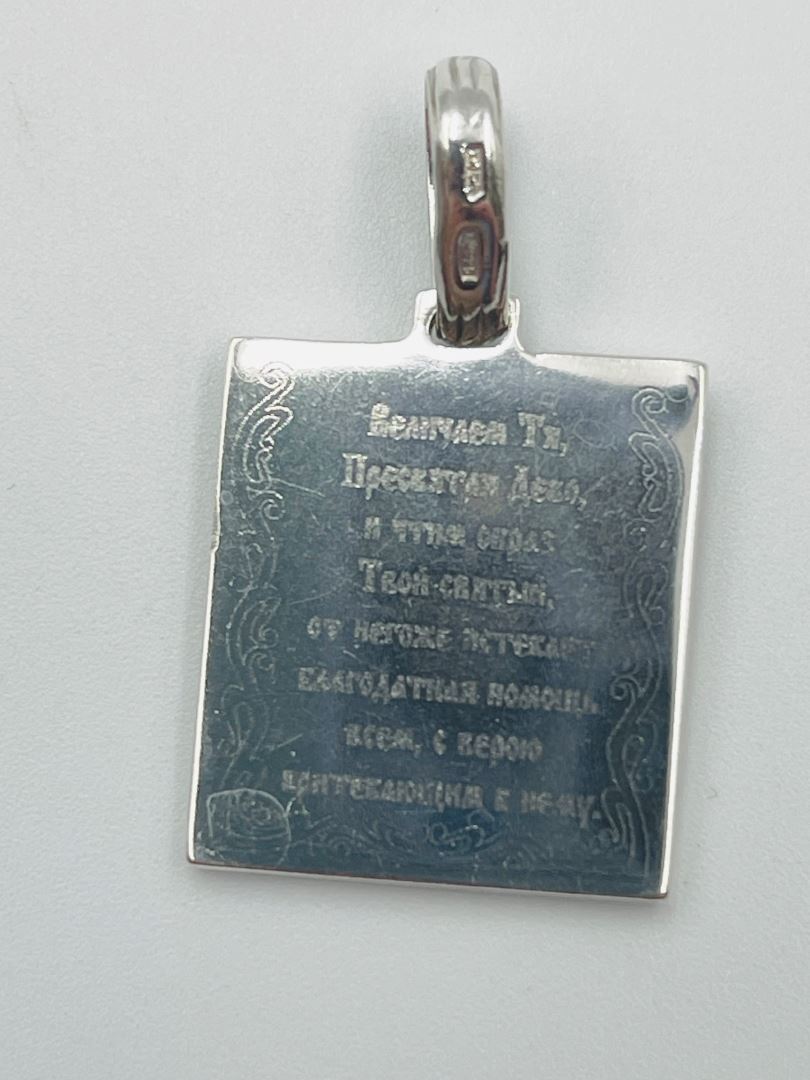 Величаем Тя,
Пресвятая Дево,
и чтим образ
Твой святый,
от негоже истекает
благодатная помощь
всем, с верою
притекающим к нему.